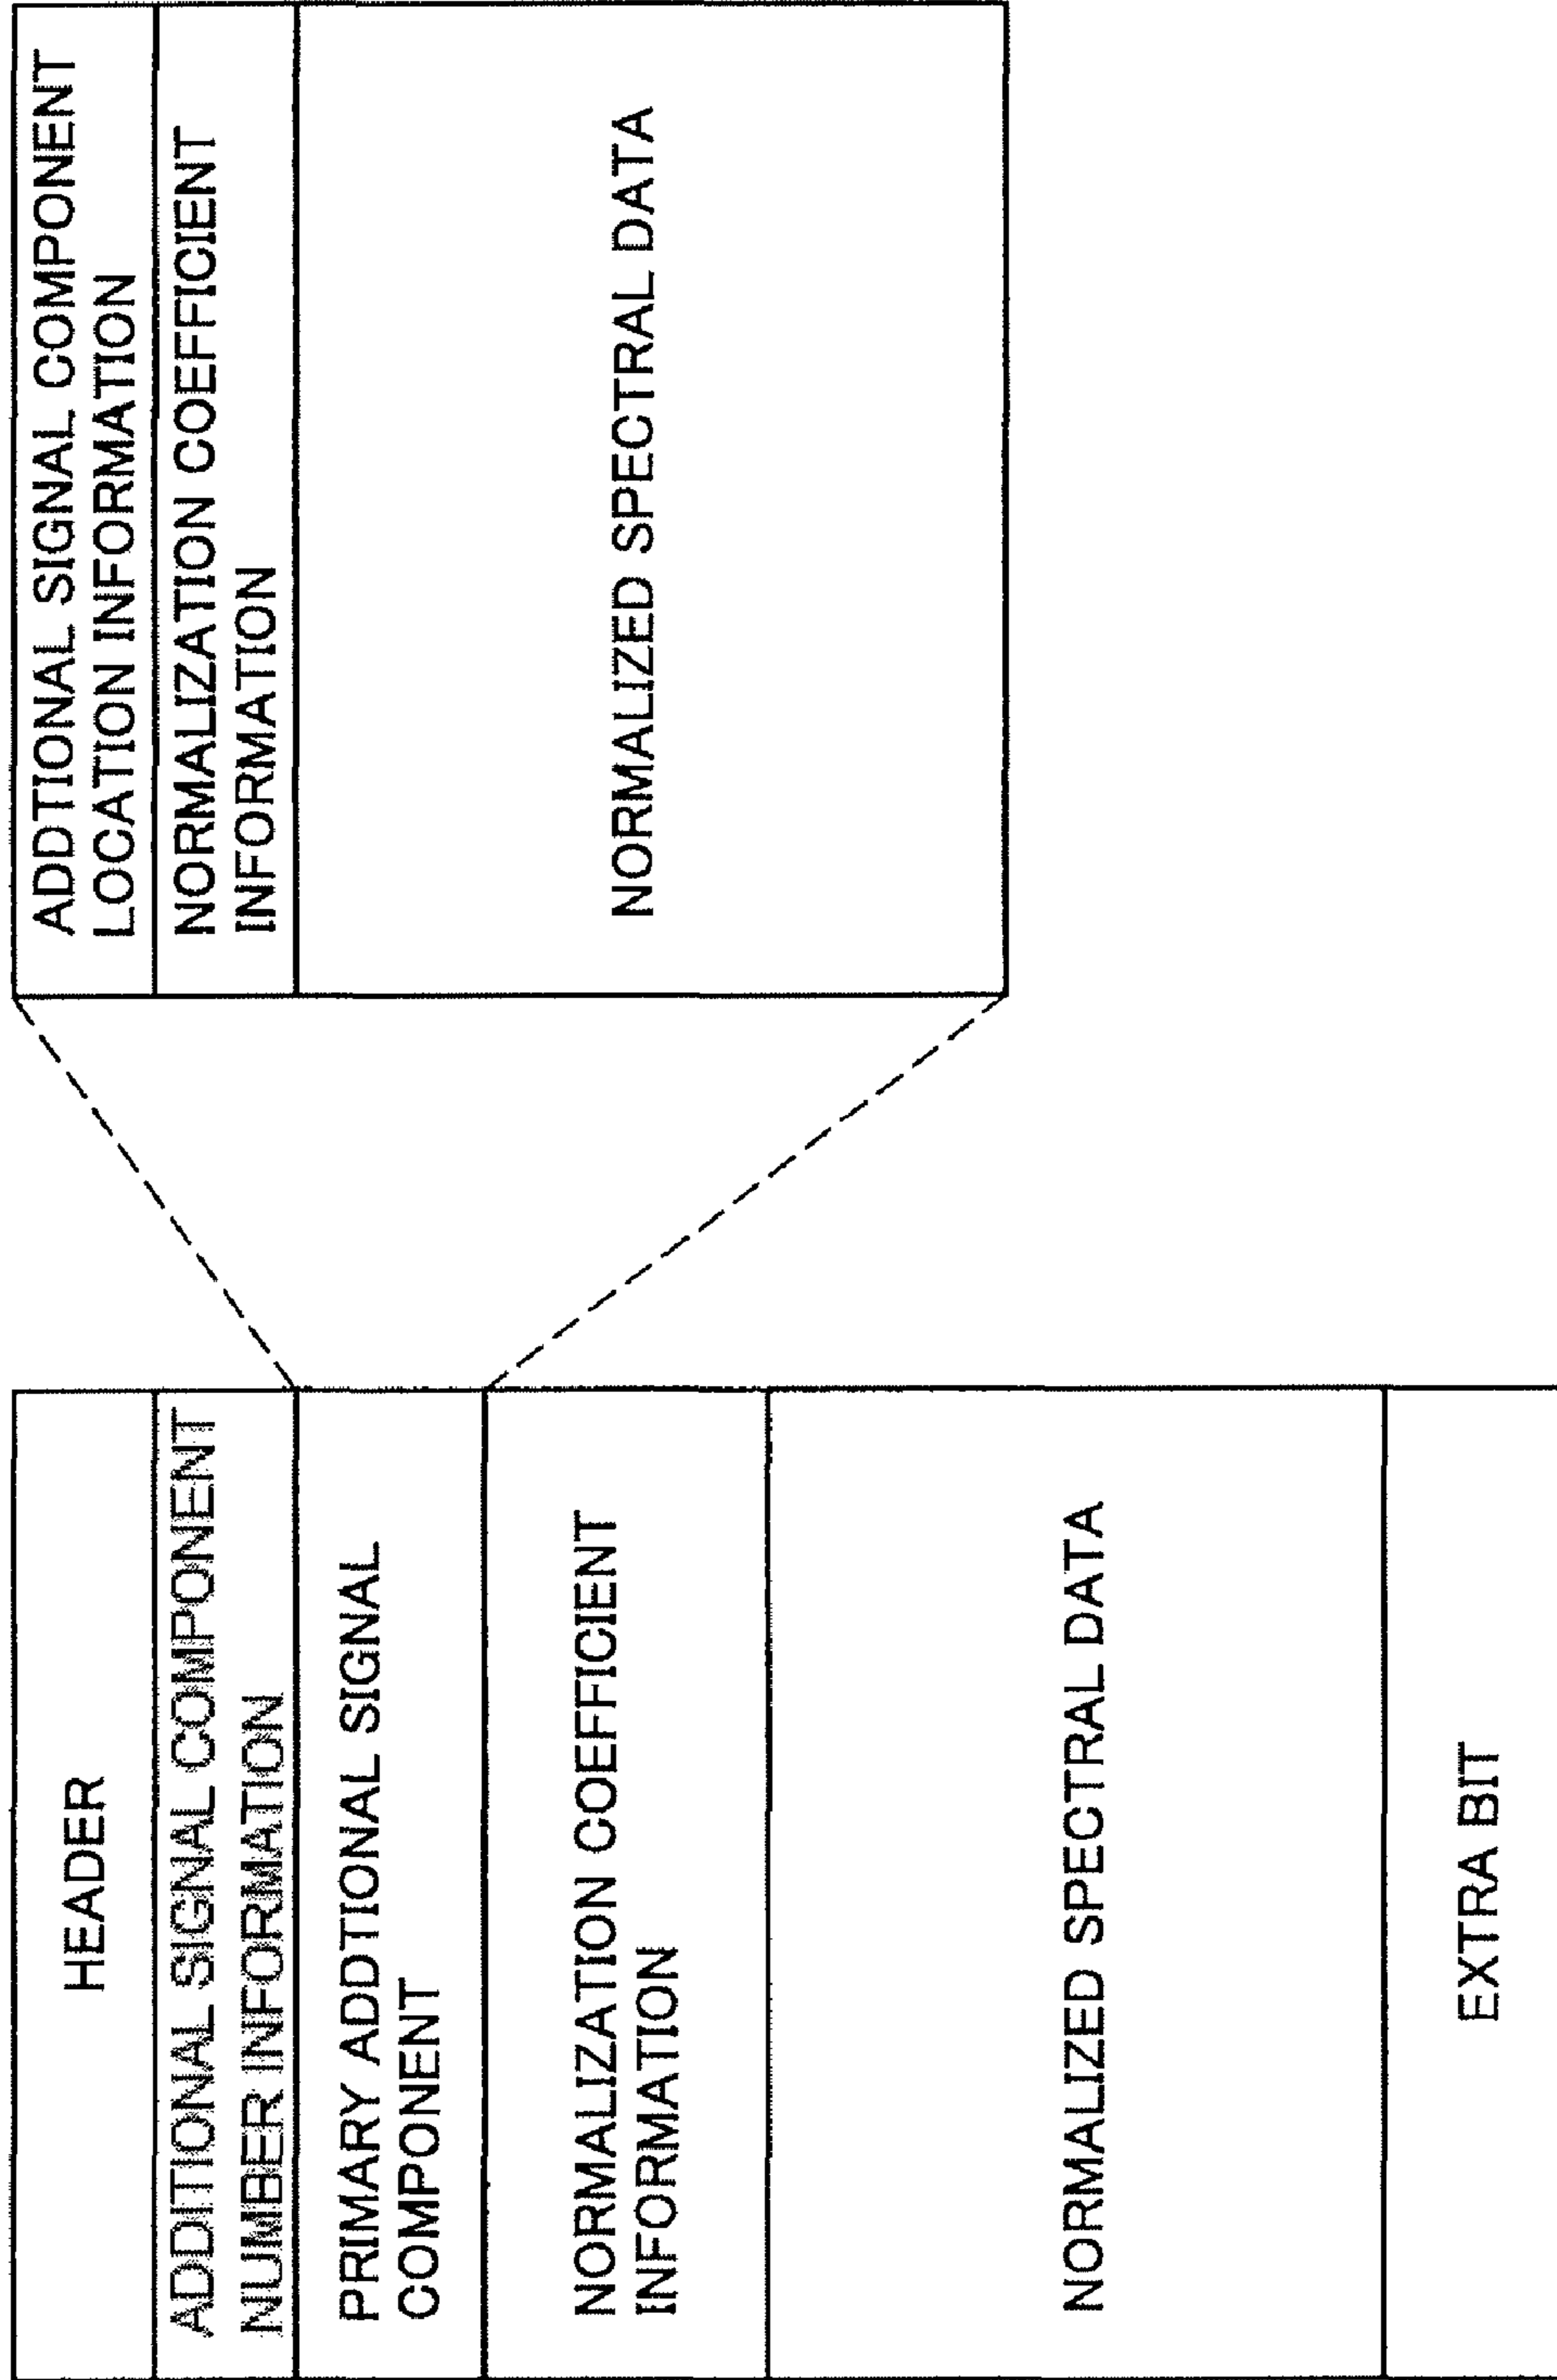 HEADER
ADDITIONAL SIGNAL COMPONENT
NUMBER INFORMATION
PRIMARY ADDTIONAL SIGNAL
COMPONENT
NORMALIZATION COEFFICIENT
INFORMATION
NORMALIZED SPECTRAL DATA
EXTRA BIT
ADDTIONAL SIGNAL COMPONENT
LOCATION INFORMATION
NORMALIZATION COEFFICIENT
INFORMATION
NORMALIZED SPECTRAL DATA